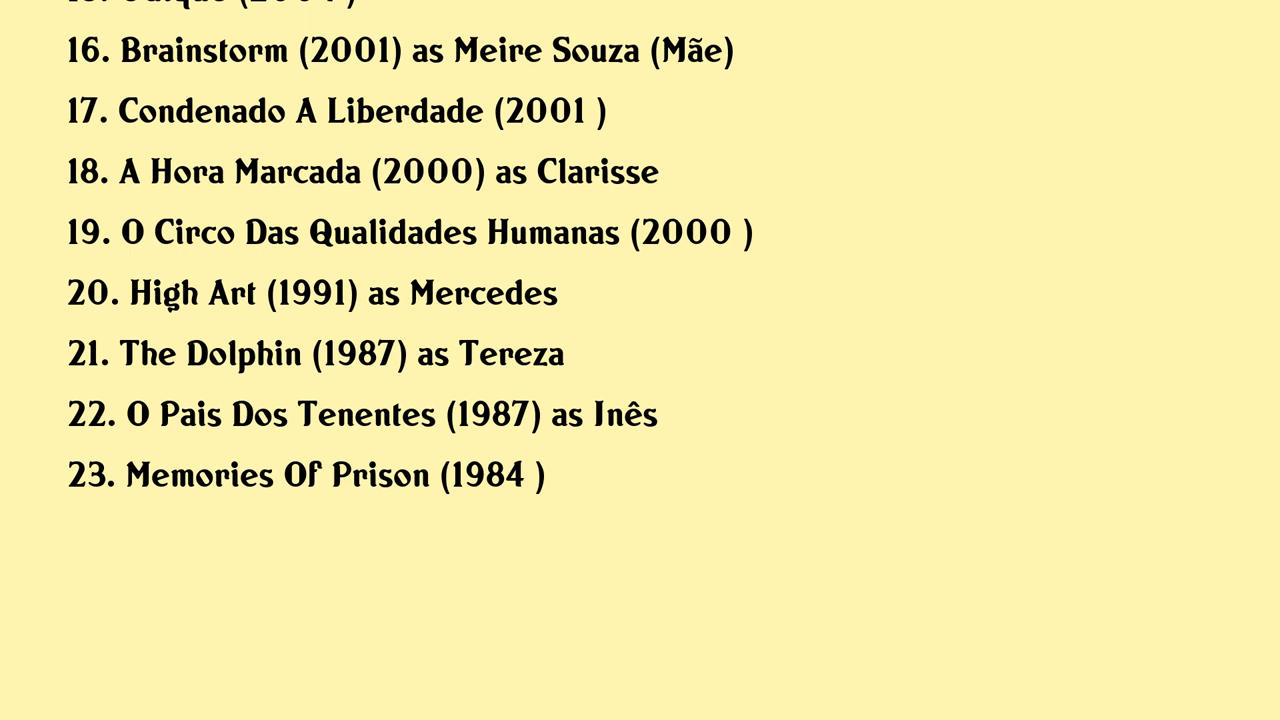 16. Brainstorm (2001) as Meire Souza (Mãe)
17. Condenado A Liberdade (2001 )
18. A Hora Marcada (2000) as Clarisse
19. O Circo Das Qualidades Humanas (2000 )
20. High Art (1991) as Mercedes
21. The Dolphin (1987) as Tereza
22. O Pais Dos Tenentes (1987) as Inês
23. Memories Of Prison (1984 )